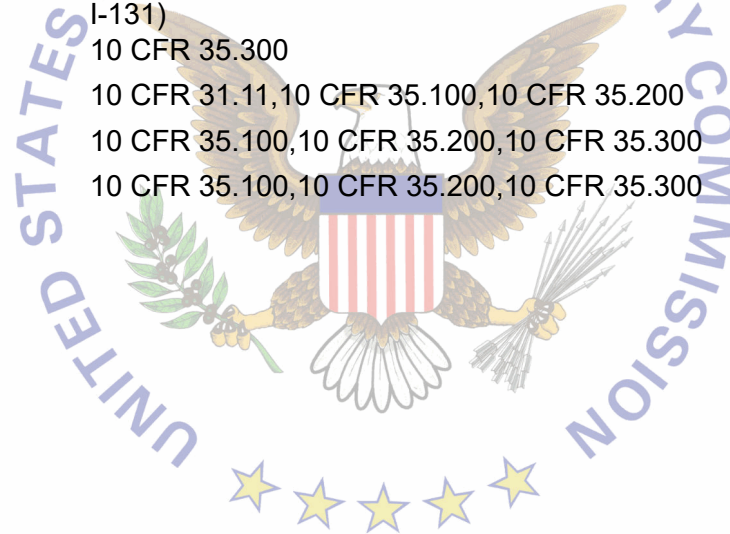 I-131)
10 CFR 35.300
10 CFR 31.11,10 CFR 35.100,10 CFR 35.200
10 CFR 35.100,10 CFR 35.200,10 CFR 35.300
10 CFR 35.100,10 CFR 35.200,10 CFR 35.300
UNITED STATES
Y COMMISSION